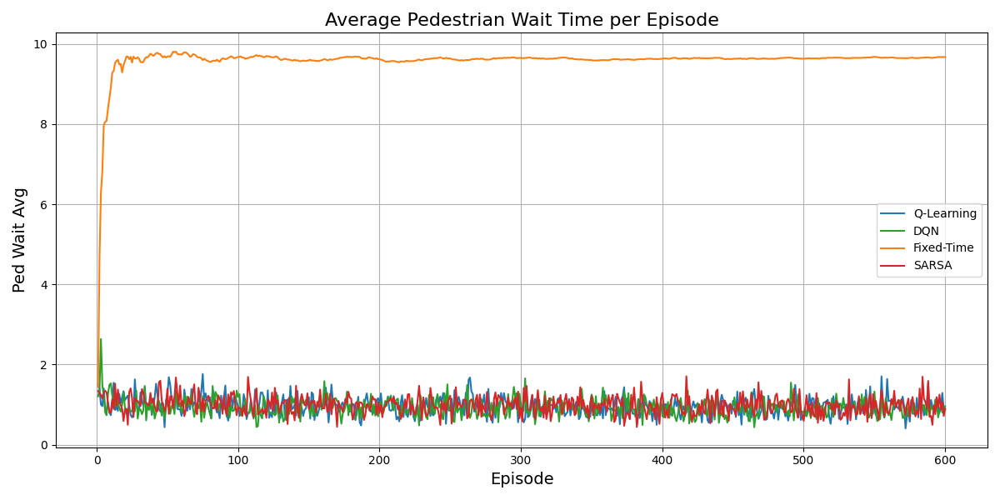 Average Pedestrian Wait Time per Episode
Ped Wait Avg
10
8
6
4
2
0
Q-Learning
DQN
Fixed-Time
SARSA
0 100 200 300 400 500 600
Episode